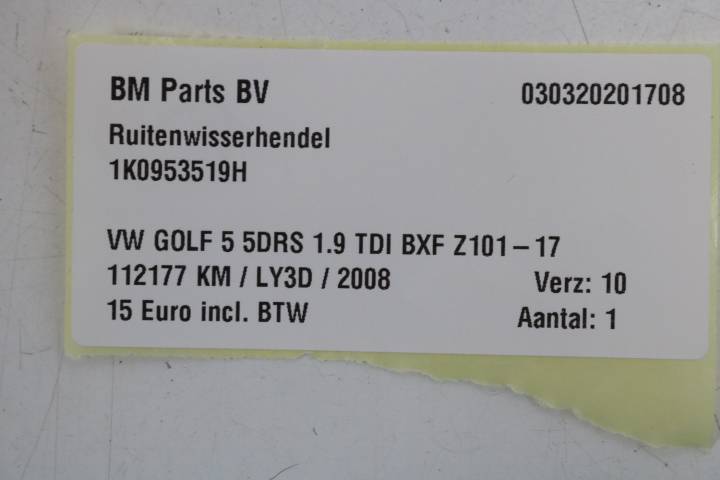 BM Parts BV 030320201708
Ruitenwisserhendel
1K0953519H
VW GOLF 5 5DRS 1.9 TDI BXF Z101-17
112177 KM / LY3D / 2008 Verz: 10
15 Euro incl. BTW Aantal: 1